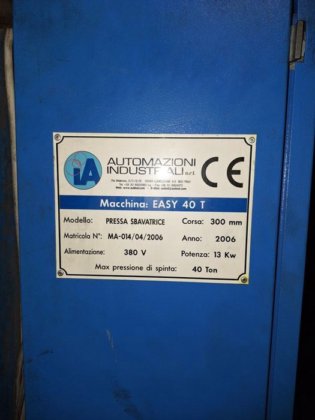 iA
AUTOMAZIONI
INDUSTRIALI s.r.l.
CE
Macchina: EASY 40 T
Modello: PRESSA SBAVATRICE Corsa: 300 mm
Matricola N°: MA-014/04/2006 Anno: 2006
Alimentazione: 380 V Potenza: 13 Kw
Max pressione di spinta: 40 Ton